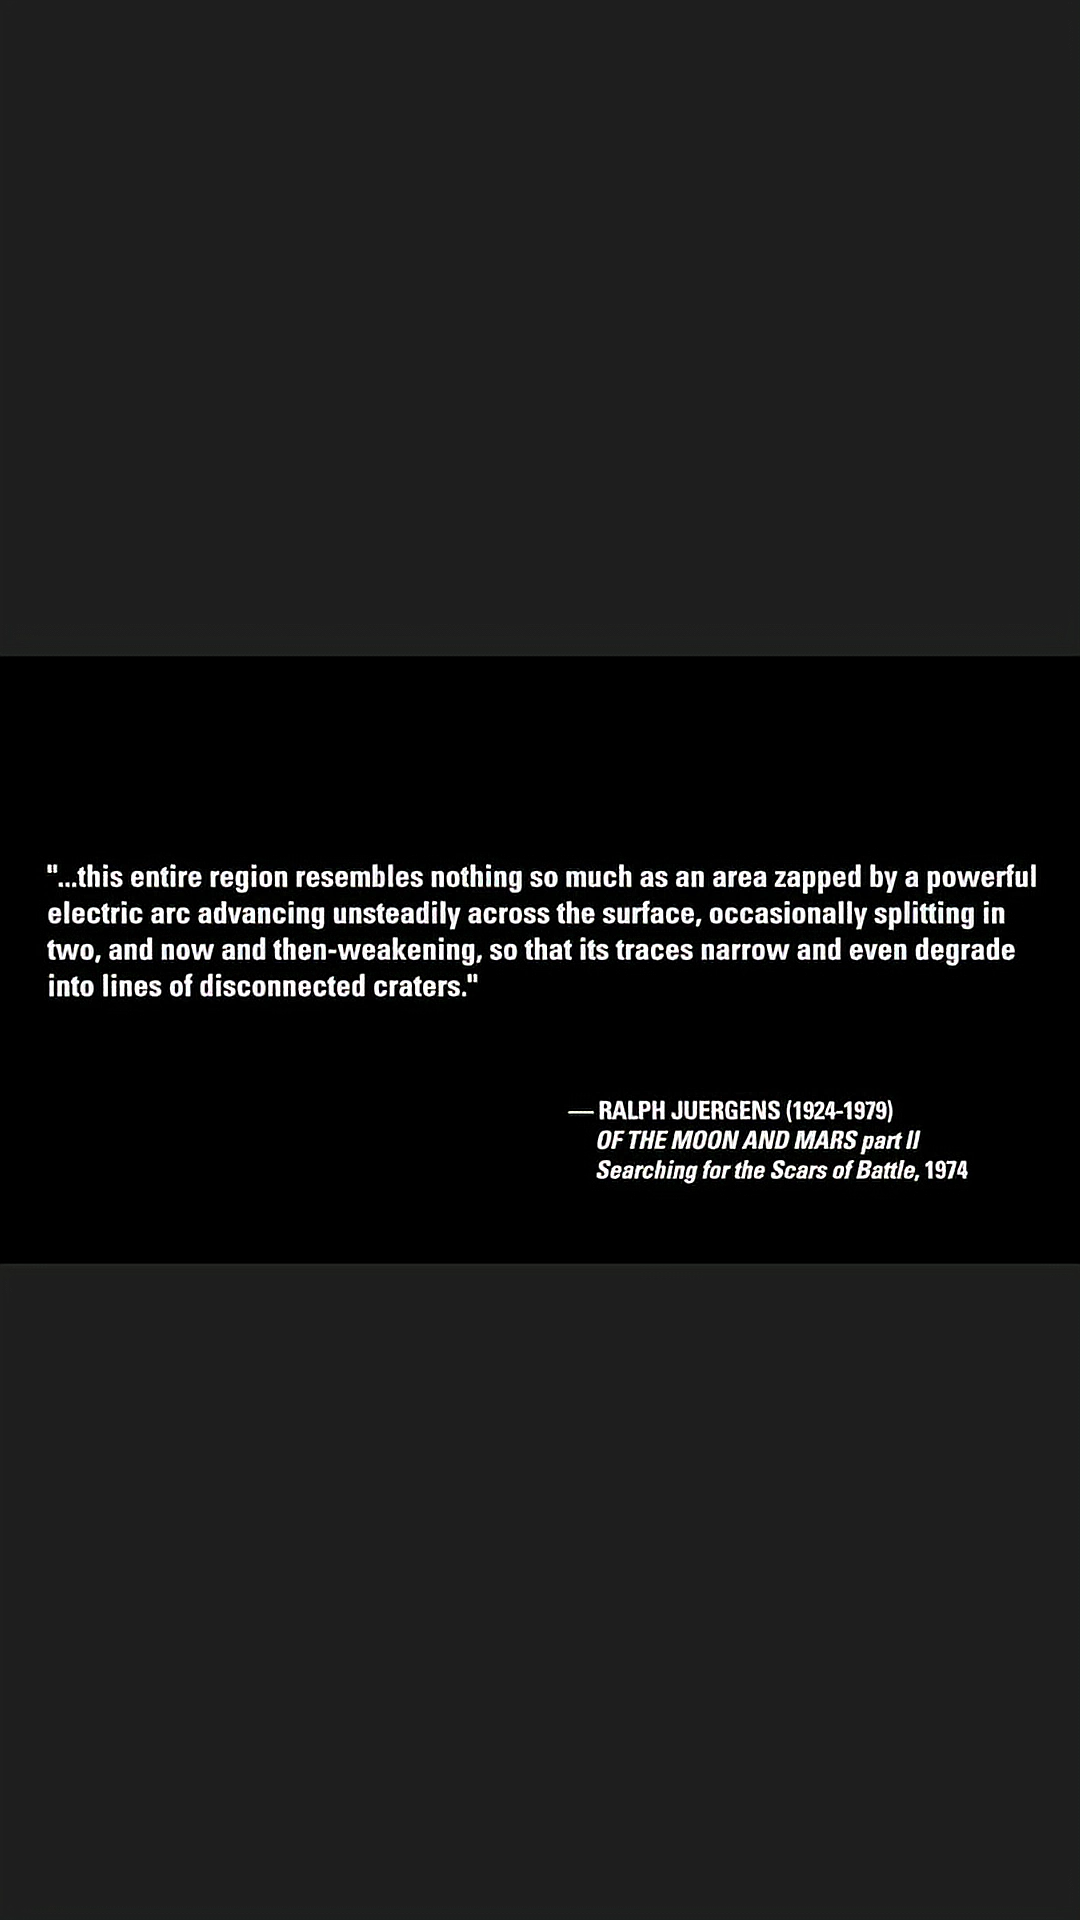 "...this entire region resembles nothing so much as an area zapped by a powerful
electric arc advancing unsteadily across the surface, occasionally splitting in
two, and now and then-weakening, so that its traces narrow and even degrade
into lines of disconnected craters."
— RALPH JUERGENS (1924-1979)
OF THE MOON AND MARS part II
Searching for the Scars of Battle, 1974